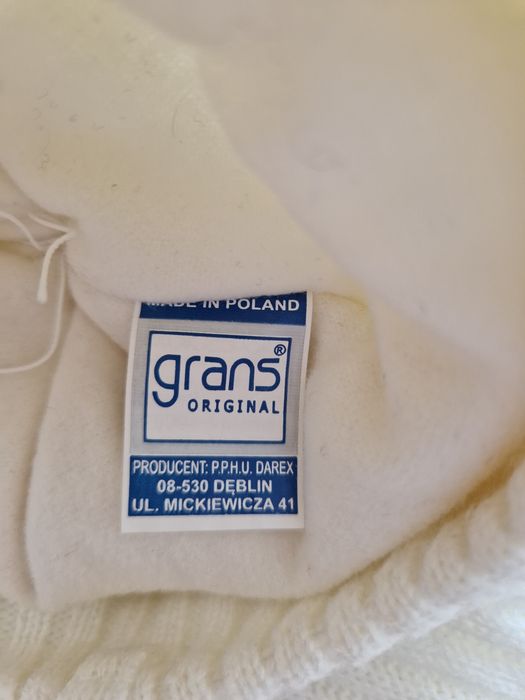 MADE IN POLAND
grans®
ORIGINAL
PRODUCENT: P.P.H.U. DAREX
08-530 DĘBLIN
UL. MICKIEWICZA 41